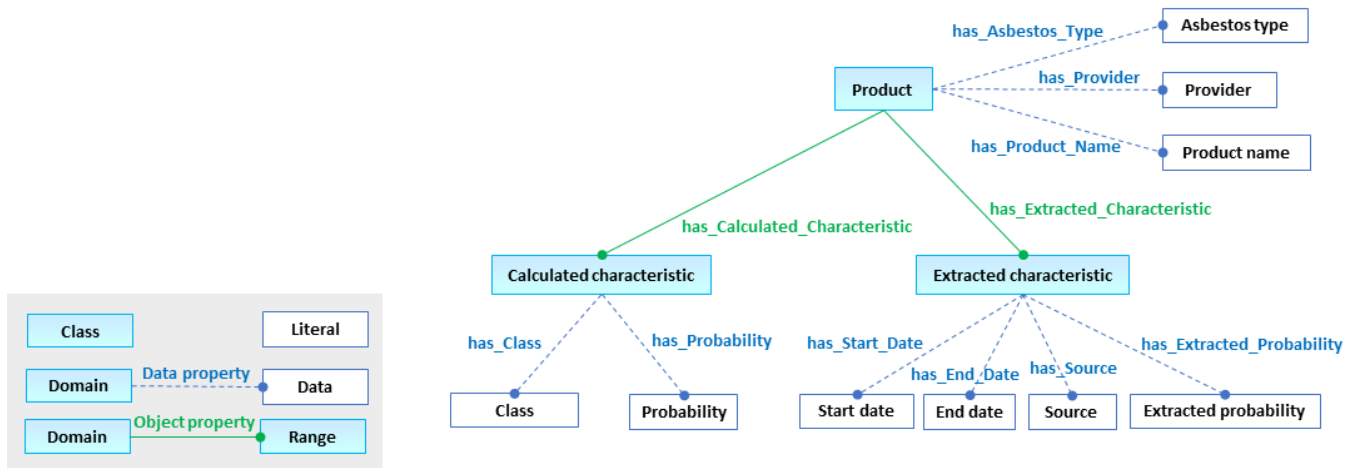 has_Asbestos_Type
Asbestos type
Product
has_Provider
Provider
has_Product_Name
Product name
has_Calculated_Characteristic
has_Extracted_Characteristic
Calculated characteristic
Extracted characteristic
has_Class
has_Probability
has_Start_Date
has_End_Date
has_Source
has_Extracted_Probability
Class
Probability
Start date
End date
Source
Extracted probability
Class
Literal
Domain
Data property
Data
Domain
Object property
Range